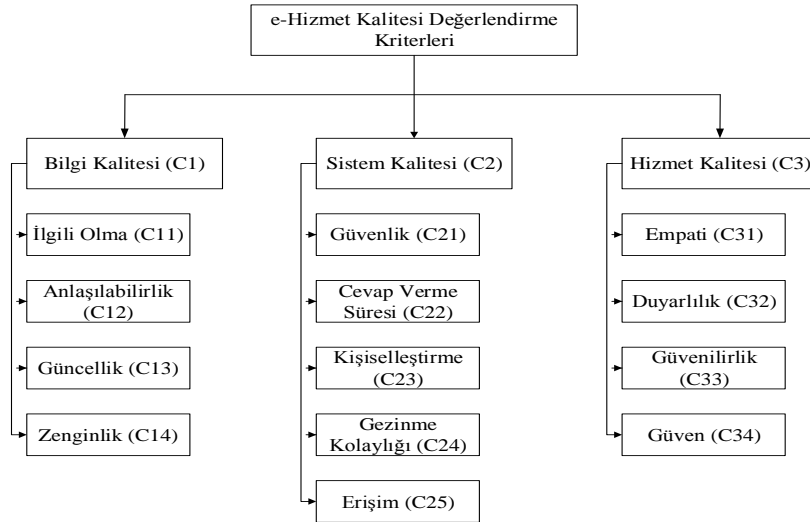 e-Hizmet Kalitesi Değerlendirme
Kriterleri
Bilgi Kalitesi (C1)
İlgili Olma (C11)
Anlaşılabilirlik
(C12)
Güncellik (C13)
Zenginlik (C14)
Sistem Kalitesi (C2)
Güvenlik (C21)
Cevap Verme
Süresi (C22)
Kişiselleştirme
(C23)
Gezinme
Kolaylığı (C24)
Erişim (C25)
Hizmet Kalitesi (C3)
Empati (C31)
Duyarlılık (C32)
Güvenilirlik
(C33)
Güven (C34)